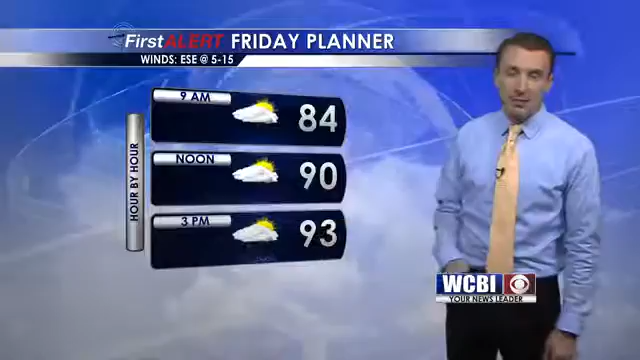 FirstALERT FRIDAY PLANNER
WINDS: ESE @ 5-15
HOUR BY HOUR
9 AM
84
NOON
90
3 PM
93
WCBI
YOUR NEWS LEADER